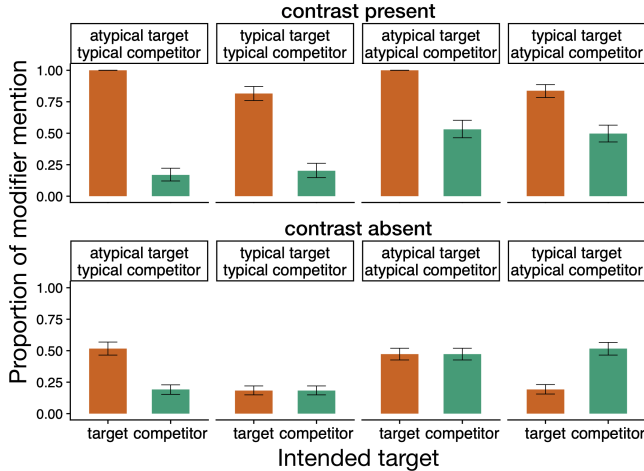 contrast present
atypical target
typical competitor
typical target
typical competitor
atypical target
atypical competitor
typical target
atypical competitor
1.00
0.75
0.50
0.25
0.00
contrast absent
atypical target
typical competitor
typical target
typical competitor
atypical target
atypical competitor
typical target
atypical competitor
1.00
0.75
0.50
0.25
0.00
target competitor target competitor target competitor target competitor
Intended target
Proportion of modifier mention